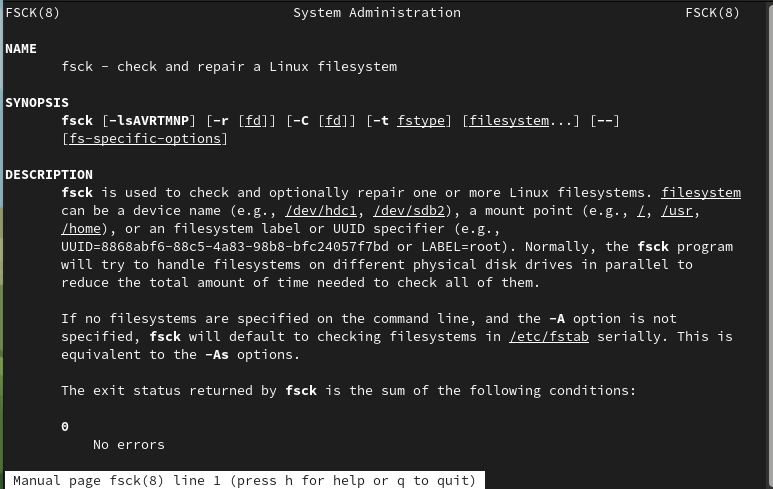 FSCK(8) System Administration FSCK(8)
NAME
fsck - check and repair a Linux filesystem
SYNOPSIS
fsck [-lsAVRTMNP] [-r [fd]] [-C [fd]] [-t fstype] [filesystem...] [--]
[fs-specific-options]
DESCRIPTION
fsck is used to check and optionally repair one or more Linux filesystems. filesystem
can be a device name (e.g., /dev/hdc1, /dev/sdb2), a mount point (e.g., /, /usr,
/home), or an filesystem label or UUID specifier (e.g.,
UUID=8868abf6-88c5-4a83-98b8-bfc24057f7bd or LABEL=root). Normally, the fsck program
will try to handle filesystems on different physical disk drives in parallel to
reduce the total amount of time needed to check all of them.
If no filesystems are specified on the command line, and the -A option is not
specified, fsck will default to checking filesystems in /etc/fstab serially. This is
equivalent to the -As options.
The exit status returned by fsck is the sum of the following conditions:
0
No errors
Manual page fsck(8) line 1 (press h for help or q to quit)